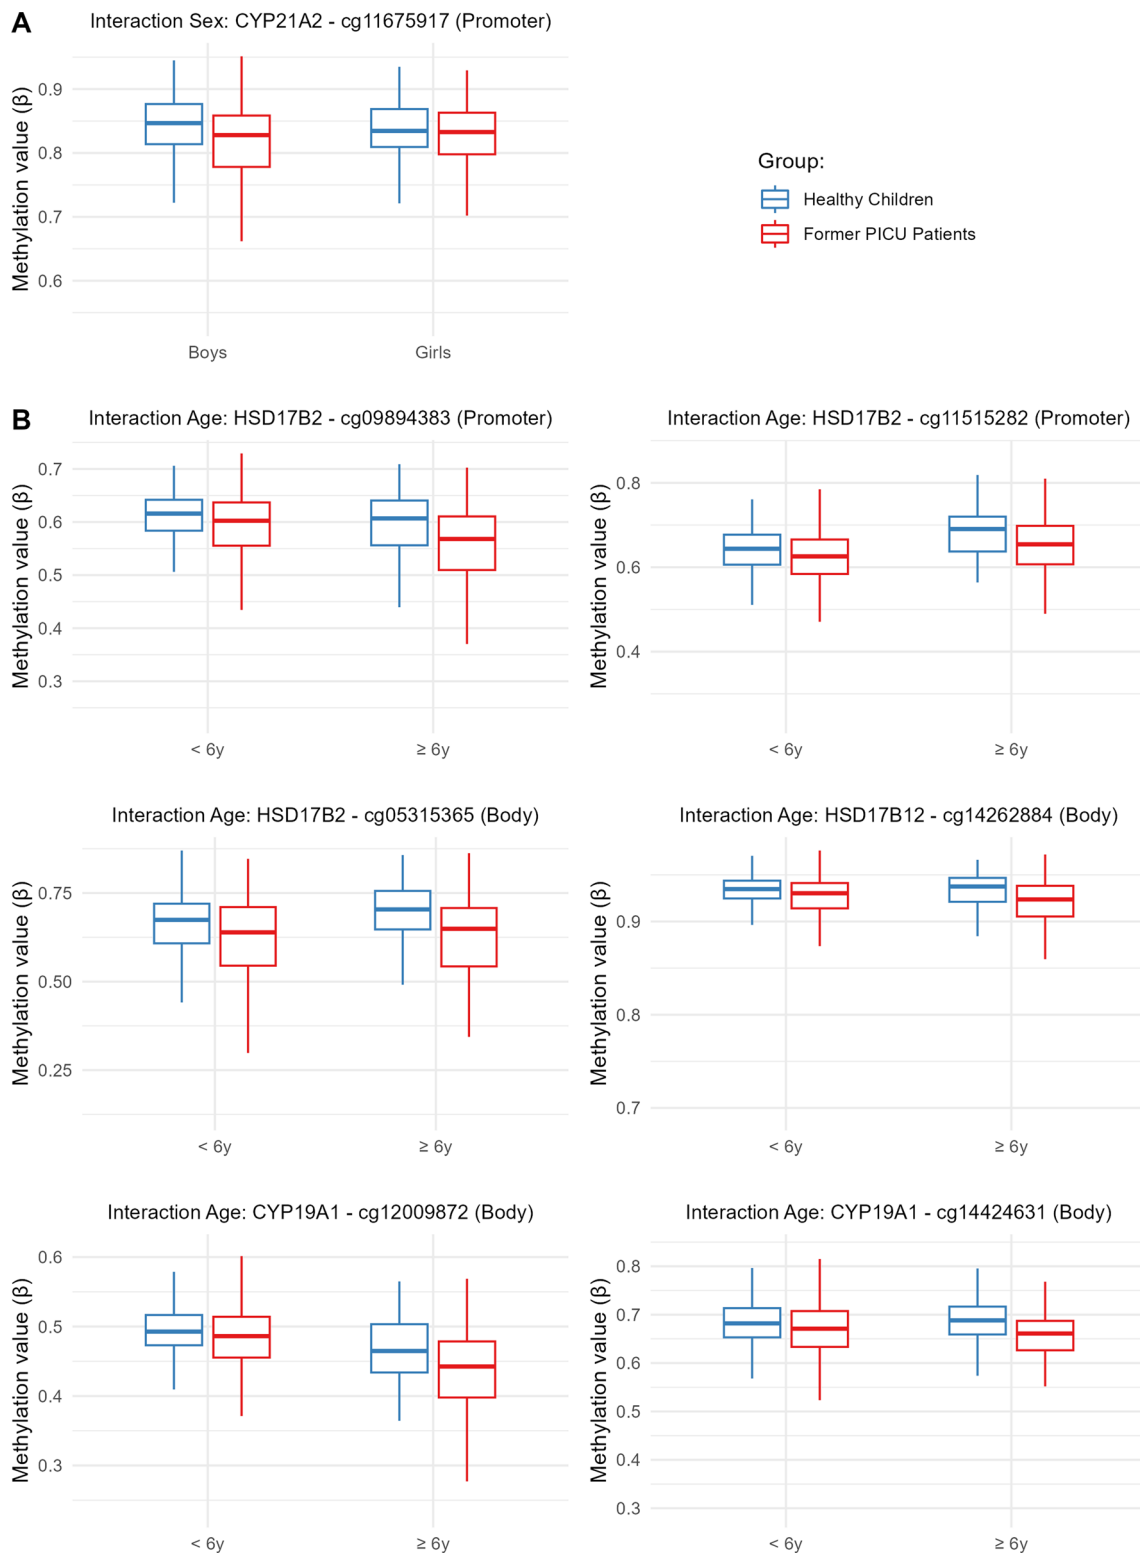 A
Interaction Sex: CYP21A2 - cg11675917 (Promoter)
Methylation value (β)
0.9
0.8
0.7
0.6
Boys
Girls
Group:
Healthy Children
Former PICU Patients
B
Interaction Age: HSD17B2 - cg09894383 (Promoter)
Methylation value (β)
0.7
0.6
0.5
0.4
0.3
< 6y
≥ 6y
Interaction Age: HSD17B2 - cg11515282 (Promoter)
Methylation value (β)
0.8
0.6
0.4
< 6y
≥ 6y
Interaction Age: HSD17B2 - cg05315365 (Body)
Methylation value (β)
0.75
0.50
0.25
< 6y
≥ 6y
Interaction Age: HSD17B12 - cg14262884 (Body)
Methylation value (β)
0.9
0.8
0.7
< 6y
≥ 6y
Interaction Age: CYP19A1 - cg12009872 (Body)
Methylation value (β)
0.6
0.5
0.4
0.3
< 6y
≥ 6y
Interaction Age: CYP19A1 - cg14424631 (Body)
Methylation value (β)
0.8
0.7
0.6
0.5
0.4
0.3
< 6y
≥ 6y